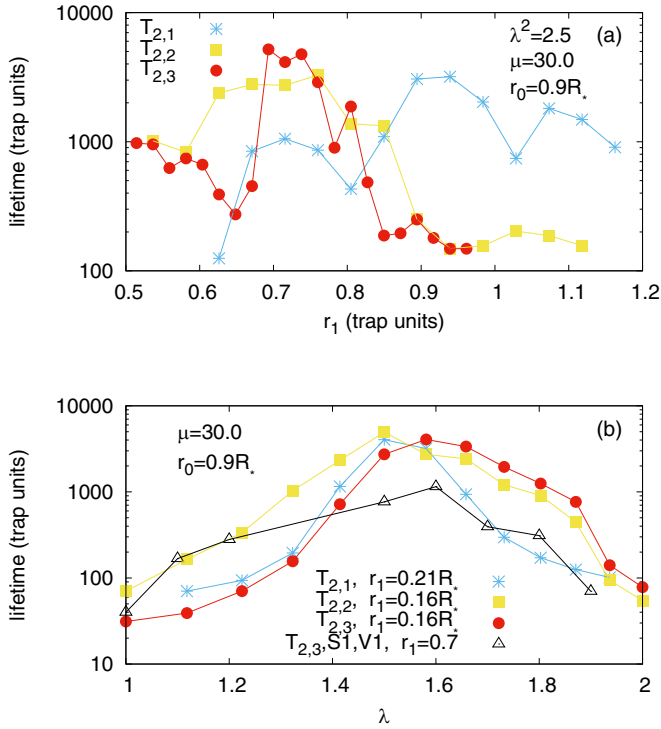 10000
1000
100
lifetime (trap units)
T2,1
T2,2
T2,3
λ²=2.5
(a)
μ=30.0
r0=0.9R*
0.5 0.6 0.7 0.8 0.9 1 1.1 1.2
r1 (trap units)
10000
1000
100
10
lifetime (trap units)
μ=30.0
(b)
r0=0.9R*
T2,1, r1=0.21R*
T2,2, r1=0.16R*
T2,3, r1=0.16R*
T2,3,S1,V1, r1=0.7
1 1.2 1.4 1.6 1.8 2
λ